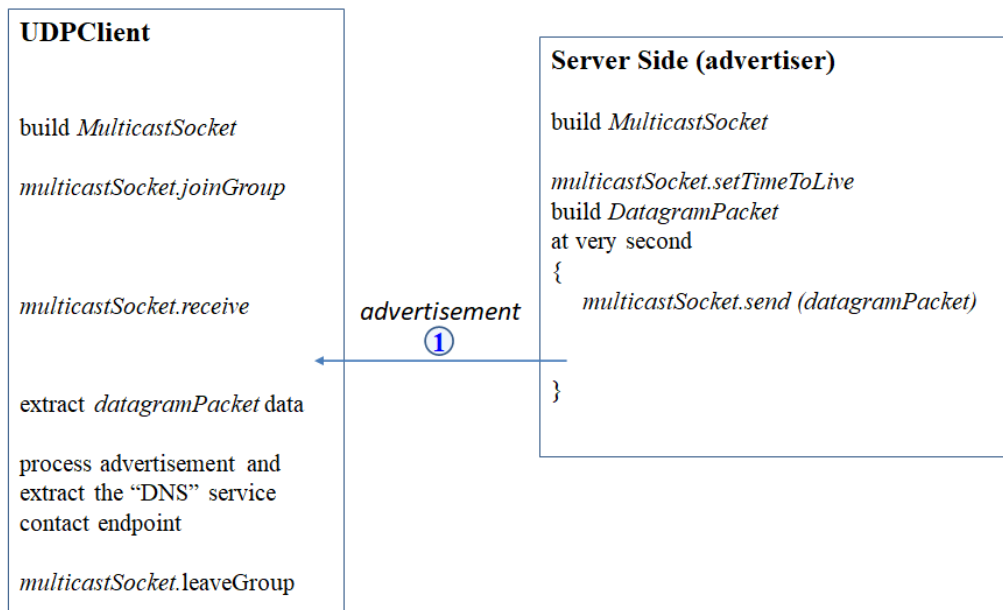 UDPClient
build MulticastSocket
multicastSocket.joinGroup
multicastSocket.receive
extract datagramPacket data
process advertisement and
extract the “DNS” service
contact endpoint
multicastSocket.leaveGroup
advertisement
1
Server Side (advertiser)
build MulticastSocket
multicastSocket.setTimeToLive
build DatagramPacket
at very second
{
multicastSocket.send (datagramPacket)
}